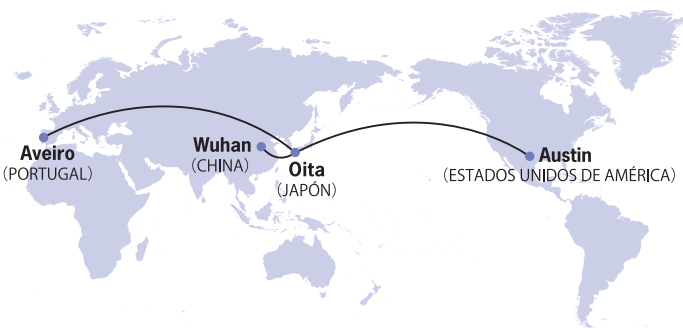 Aveiro
(PORTUGAL)
Wuhan
(CHINA)
Oita
(JAPÓN)
Austin
(ESTADOS UNIDOS DE AMÉRICA)